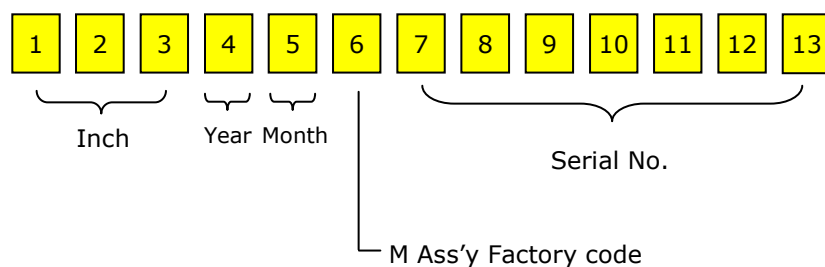 1 2 3 4 5 6 7 8 9 10 11 12 13
Inch Year Month
Serial No.
M Ass’y Factory code